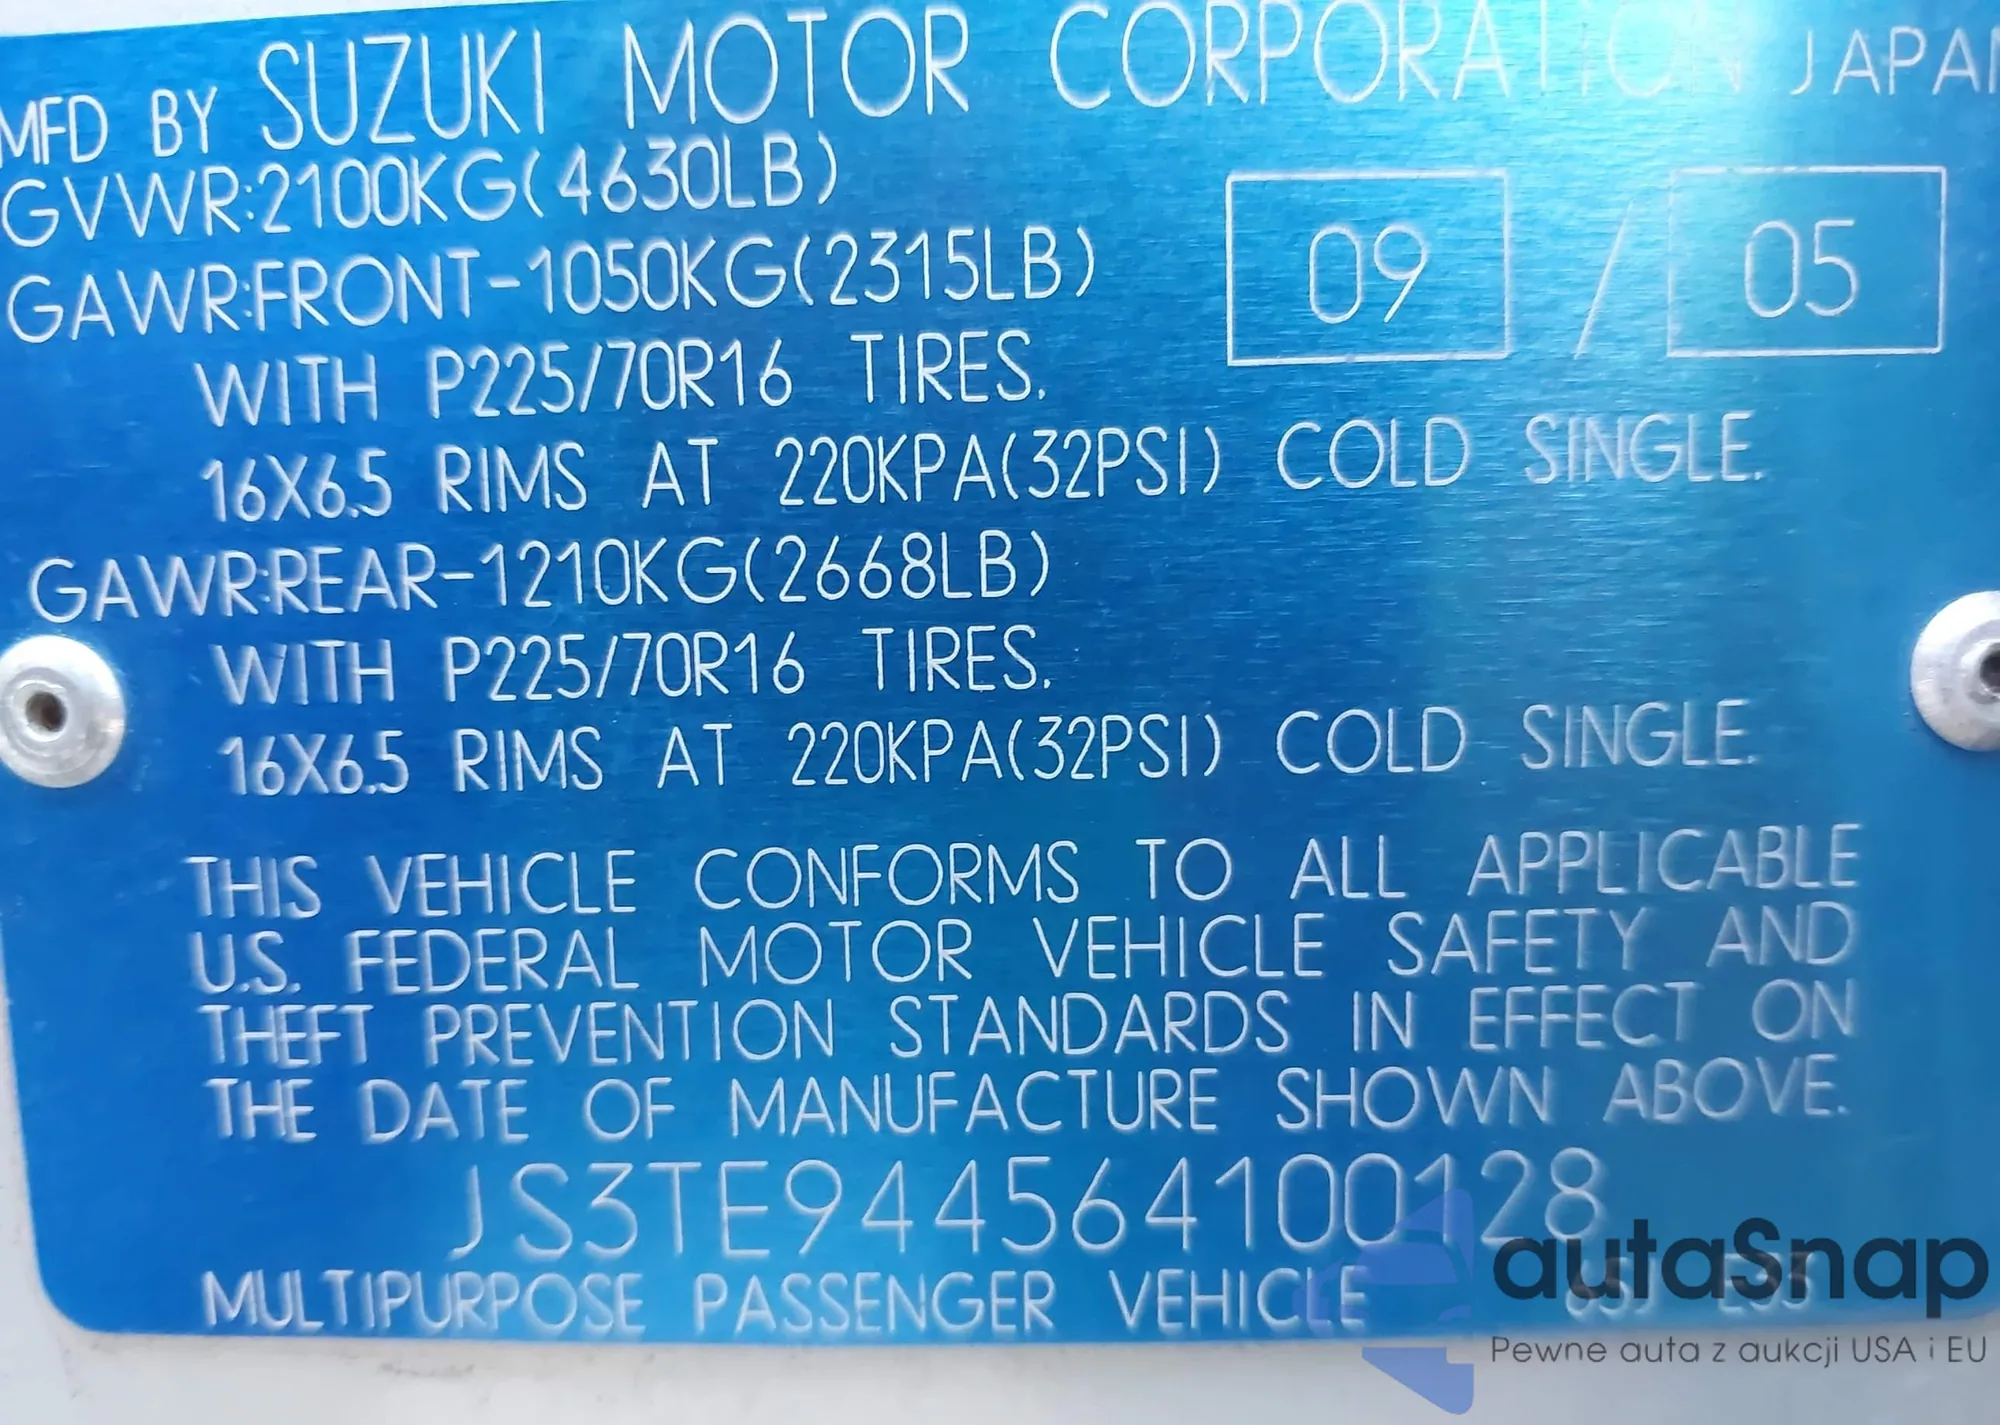 MFD BY SUZUKI MOTOR CORPORATION JAPAN
GVWR:2100KG(4630LB)
GAWR:FRONT-1050KG(2315LB)
09 / 05
WITH P225/70R16 TIRES.
16X6.5 RIMS AT 220KPA(32PSI) COLD SINGLE.
GAWR:REAR-1210KG(2668LB)
WITH P225/70R16 TIRES.
16X6.5 RIMS AT 220KPA(32PSI) COLD SINGLE.
THIS VEHICLE CONFORMS TO ALL APPLICABLE
U.S. FEDERAL MOTOR VEHICLE SAFETY AND
THEFT PREVENTION STANDARDS IN EFFECT ON
THE DATE OF MANUFACTURE SHOWN ABOVE.
JS3TE944564100128
MULTIPURPOSE PASSENGER VEHICLE 65J E33
autaSnap
Pewne auta z aukcji USA i EU